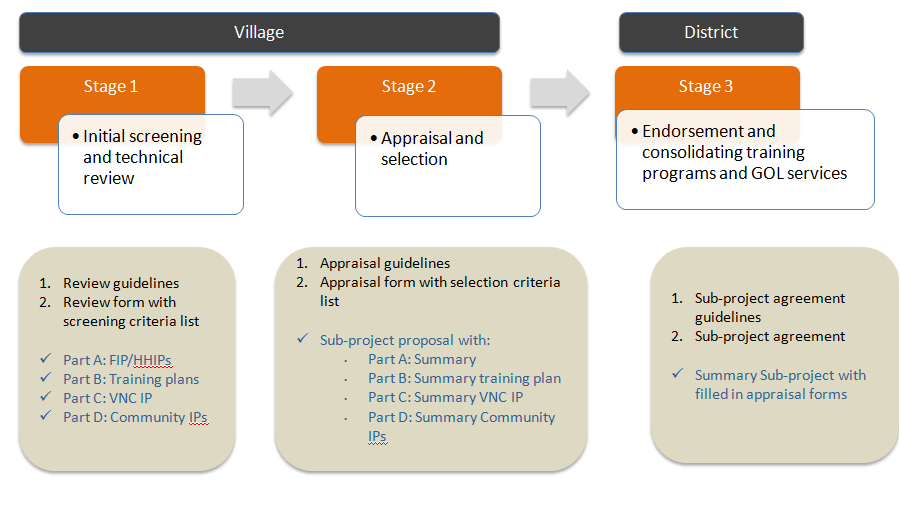 Village
District
Stage 1
Stage 2
Stage 3
• Initial screening
and technical
review
• Appraisal and
selection
• Endorsement and
consolidating training
programs and GOL services
1. Review guidelines
2. Review form with
screening criteria list
✓ Part A: FIP/HHIPs
✓ Part B: Training plans
✓ Part C: VNC IP
✓ Part D: Community IPs
1. Appraisal guidelines
2. Appraisal form with selection criteria
list
✓ Sub-project proposal with:
· Part A: Summary
· Part B: Summary training plan
· Part C: Summary VNC IP
· Part D: Summary Community
IPs
1. Sub-project agreement
guidelines
2. Sub-project agreement
✓ Summary Sub-project with
filled in appraisal forms